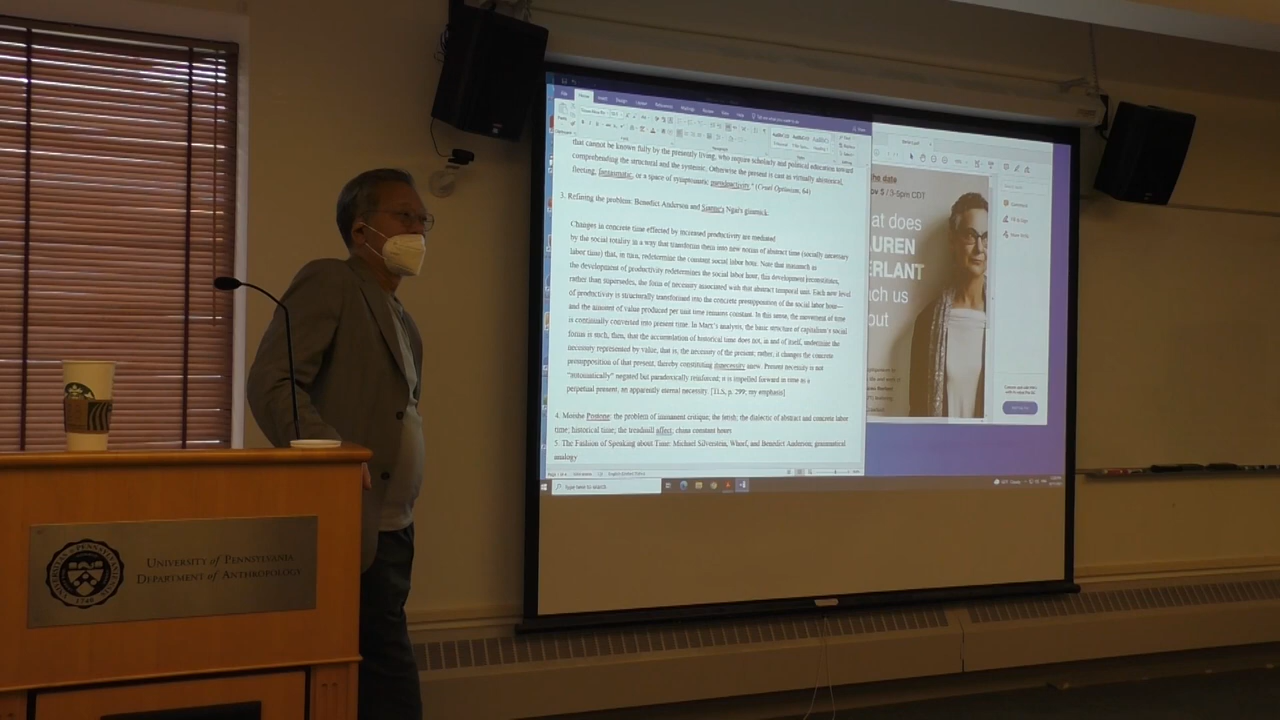 that cannot be known fully by the presently living, who require scholarly and political education toward
comprehending the structural and the systemic. Otherwise the present is cast as virtually ahistorical,
fleeting, fantasmatic, or a space of symptomatic pseudoactivity." (Cruel Optimism, 64)
3. Refining the problem: Benedict Anderson and Sianne Ngai's gimmick:
Changes in concrete time effected by increased productivity are mediated
by the social totality in a way that transforms them into new norms of abstract time (socially necessary
labor time) that, in turn, redetermine the constant social labor hour. Note that inasmuch as
the development of productivity redetermines the social labor hour, this development reconstitutes,
rather than supersedes, the form of necessity associated with that abstract temporal unit. Each new level
of productivity is structurally transformed into the concrete presupposition of the social labor hour—
and the amount of value produced per unit time remains constant. In this sense, the movement of time
is continually converted into present time. In Marx's analysis, the basic structure of capitalism's social
forms is such, then, that the accumulation of historical time does not, in and of itself, undermine the
necessity represented by value, that is, the necessity of the present; rather, it changes the concrete
presupposition of that present, thereby constituting its necessity anew. Present necessity is not
"automatically" negated but paradoxically reinforced; it is impelled forward in time as a
perpetual present, an apparently eternal necessity. [TLS, p. 299; my emphasis]
4. Moishe Postone: the problem of immanent critique; the fetish; the dialectic of abstract and concrete labor
time; historical time; the treadmill affect; china constant hours
5. The Fashion of Speaking about Time: Michael Silverstein, Whorf, and Benedict Anderson; grammatical
analogy
Type here to search
the date
ov 5 / 3-5pm CDT
at does
AUREN
ERLANT
ach us
out
Comment
Fill & Sign
UNIVERSITY of PENNSYLVANIA
DEPARTMENT of ANTHROPOLOGY
1740